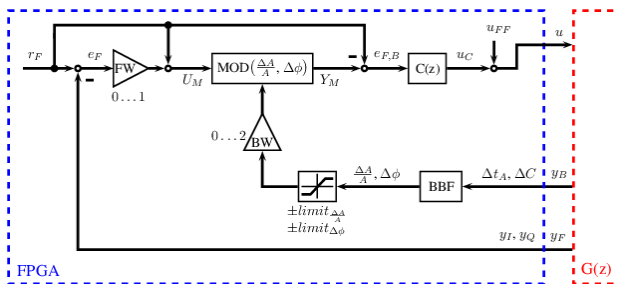 r_F
e_F
FW
0…1
U_M
MOD(ΔA/A, Δϕ)
Y_M
e_{F,B}
C(z)
u_C
u_{FF}
u
0…2
BW
±limit_{ΔA/A}
±limit_{Δϕ}
ΔA/A, Δϕ
BBF
Δt_A, ΔC
y_B
y_I, y_Q
y_F
FPGA
G(z)